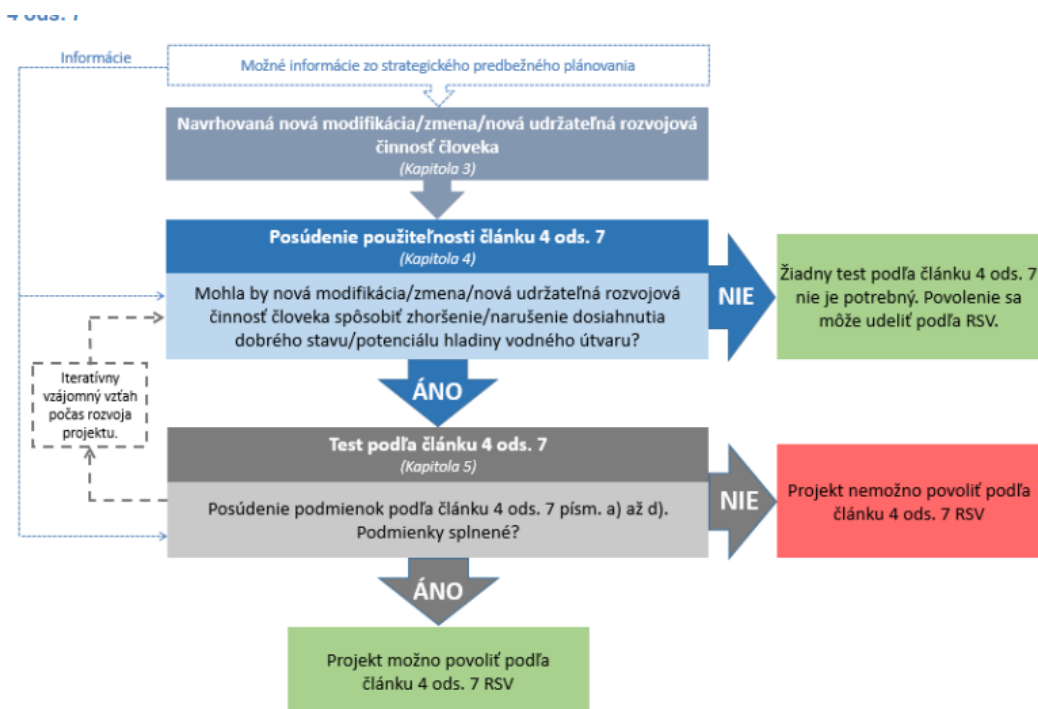 4 ods. 7
Informácie
Možné informácie zo strategického predbežného plánovania
Navrhovaná nová modifikácia/zmena/nová udržateľná rozvojová
činnosť človeka
(Kapitola 3)
Posúdenie použiteľnosti článku 4 ods. 7
(Kapitola 4)
Mohla by nová modifikácia/zmena/nová udržateľná rozvojová
činnosť človeka spôsobiť zhoršenie/narušenie dosiahnutia
dobrého stavu/potenciálu hladiny vodného útvaru?
NIE
Žiadny test podľa článku 4 ods. 7
nie je potrebný. Povolenie sa
môže udeliť podľa RSV.
ÁNO
Iteratívny
vzájomný vzťah
počas rozvoja
projektu.
Test podľa článku 4 ods. 7
(Kapitola 5)
Posúdenie podmienok podľa článku 4 ods. 7 písm. a) až d).
Podmienky splnené?
NIE
Projekt nemožno povoliť podľa
článku 4 ods. 7 RSV
ÁNO
Projekt možno povoliť podľa
článku 4 ods. 7 RSV